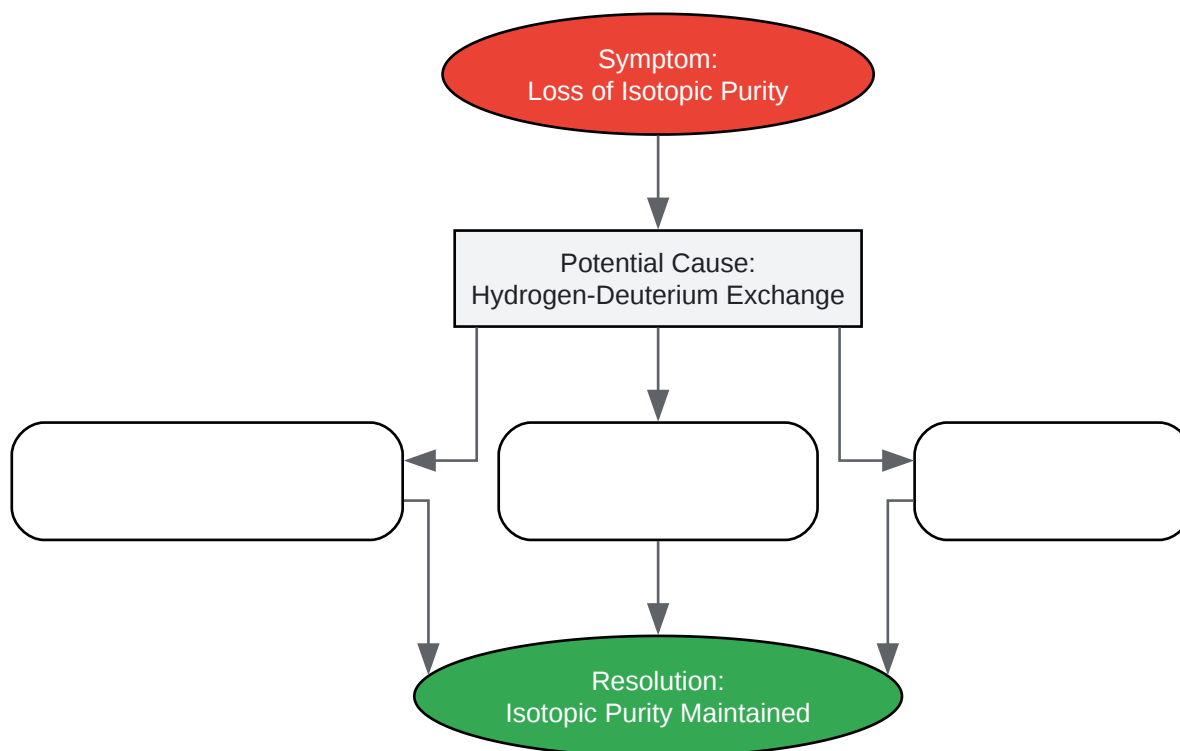 Symptom:
Loss of Isotopic Purity
Potential Cause:
Hydrogen-Deuterium Exchange
Resolution:
Isotopic Purity Maintained